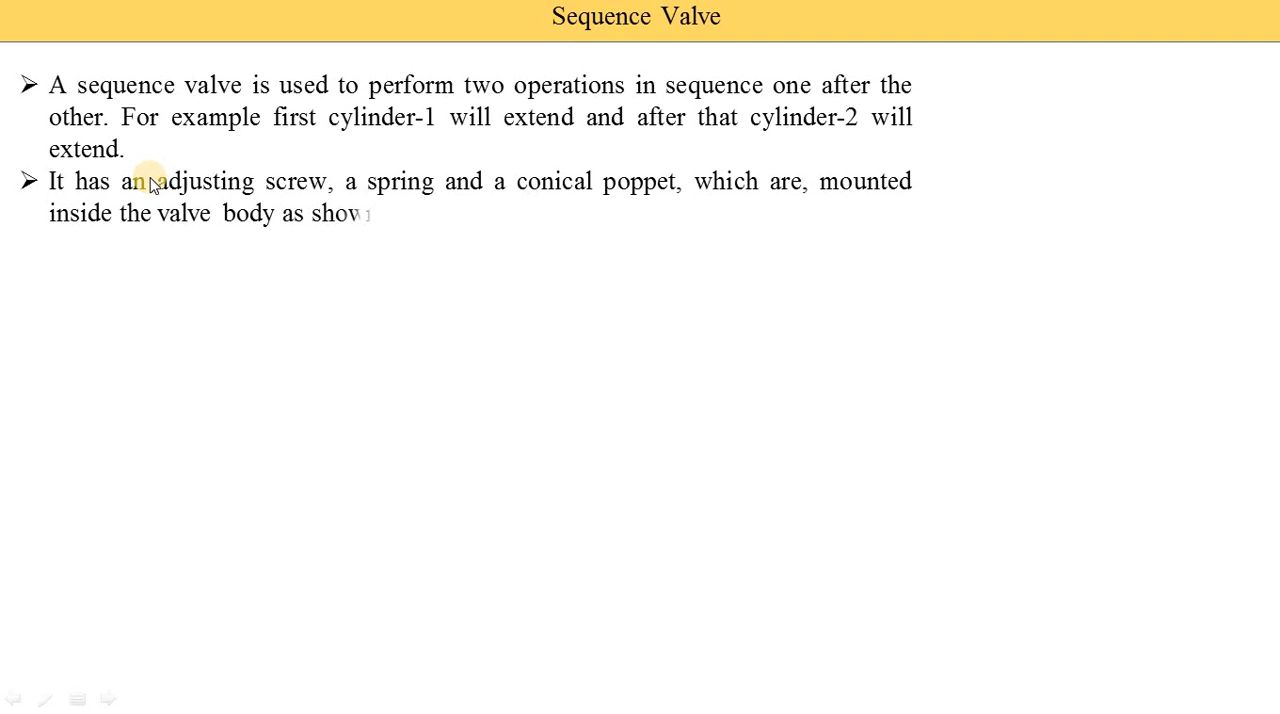 Sequence Valve
➢ A sequence valve is used to perform two operations in sequence one after the
other. For example first cylinder-1 will extend and after that cylinder-2 will
extend.
➢ It has an adjusting screw, a spring and a conical poppet, which are, mounted
inside the valve body as